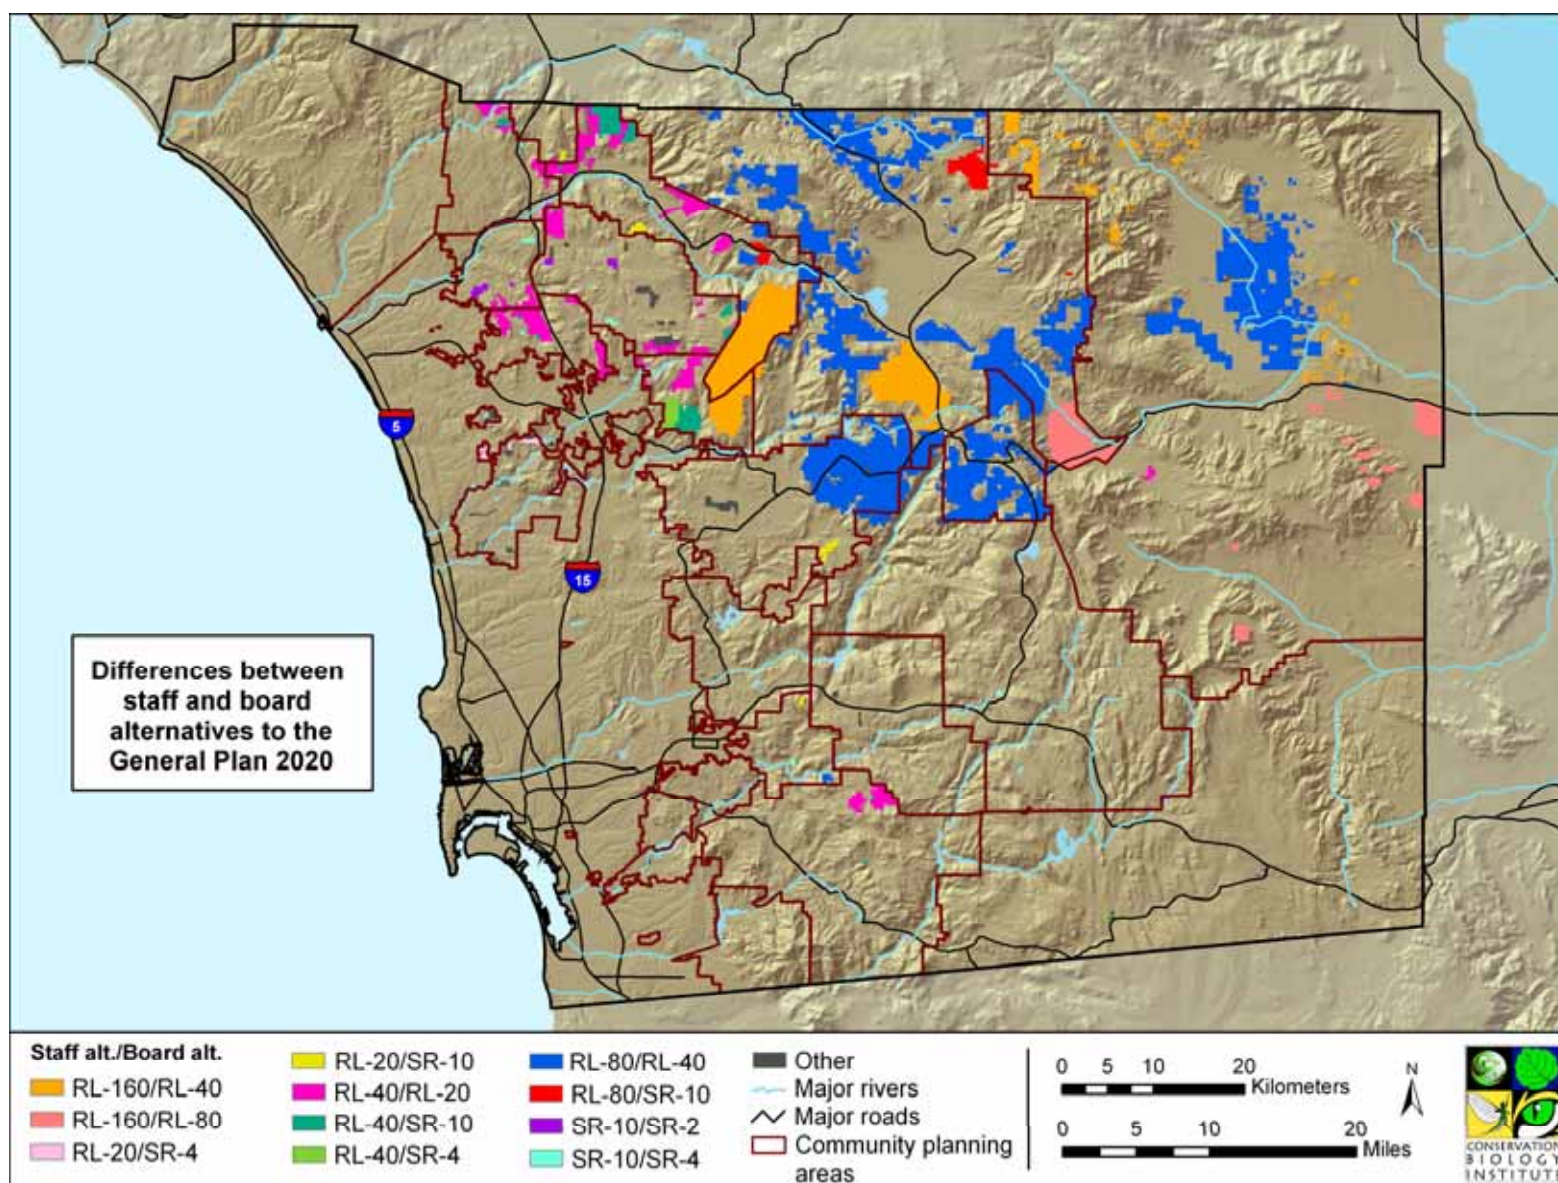 5
15
Differences between
staff and board
alternatives to the
General Plan 2020
Staff alt./Board alt.
RL-160/RL-40
RL-160/RL-80
RL-20/SR-4
RL-20/SR-10
RL-40/RL-20
RL-40/SR-10
RL-40/SR-4
RL-80/RL-40
RL-80/SR-10
SR-10/SR-2
SR-10/SR-4
Other
Major rivers
Major roads
Community planning
areas
0 5 10 20
Kilometers
0 5 10 20
Miles
N
CONSERVATION
BIOLOGY
INSTITUTE